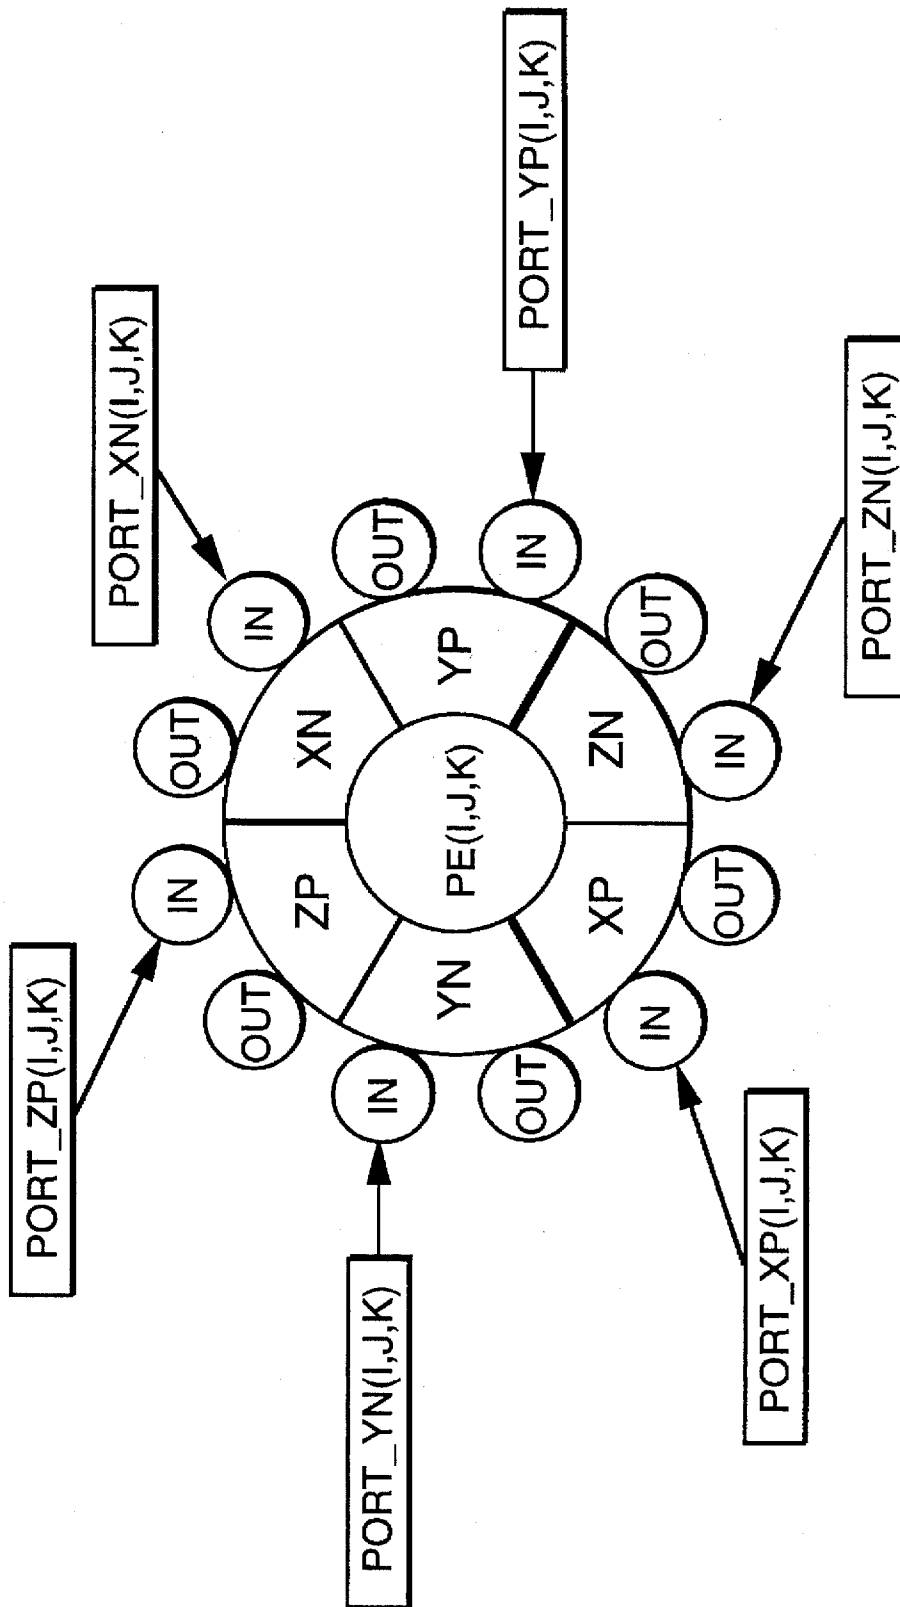 PORT_ZP(I,J,K)
PORT_XN(I,J,K)
IN
OUT
OUT
IN
ZP
XN
PORT_YN(I,J,K)
IN
YN
PE(I,J,K)
YP
OUT
PORT_YP(I,J,K)
OUT
IN
XP
ZN
IN
OUT
OUT
IN
PORT_XP(I,J,K)
PORT_ZN(I,J,K)